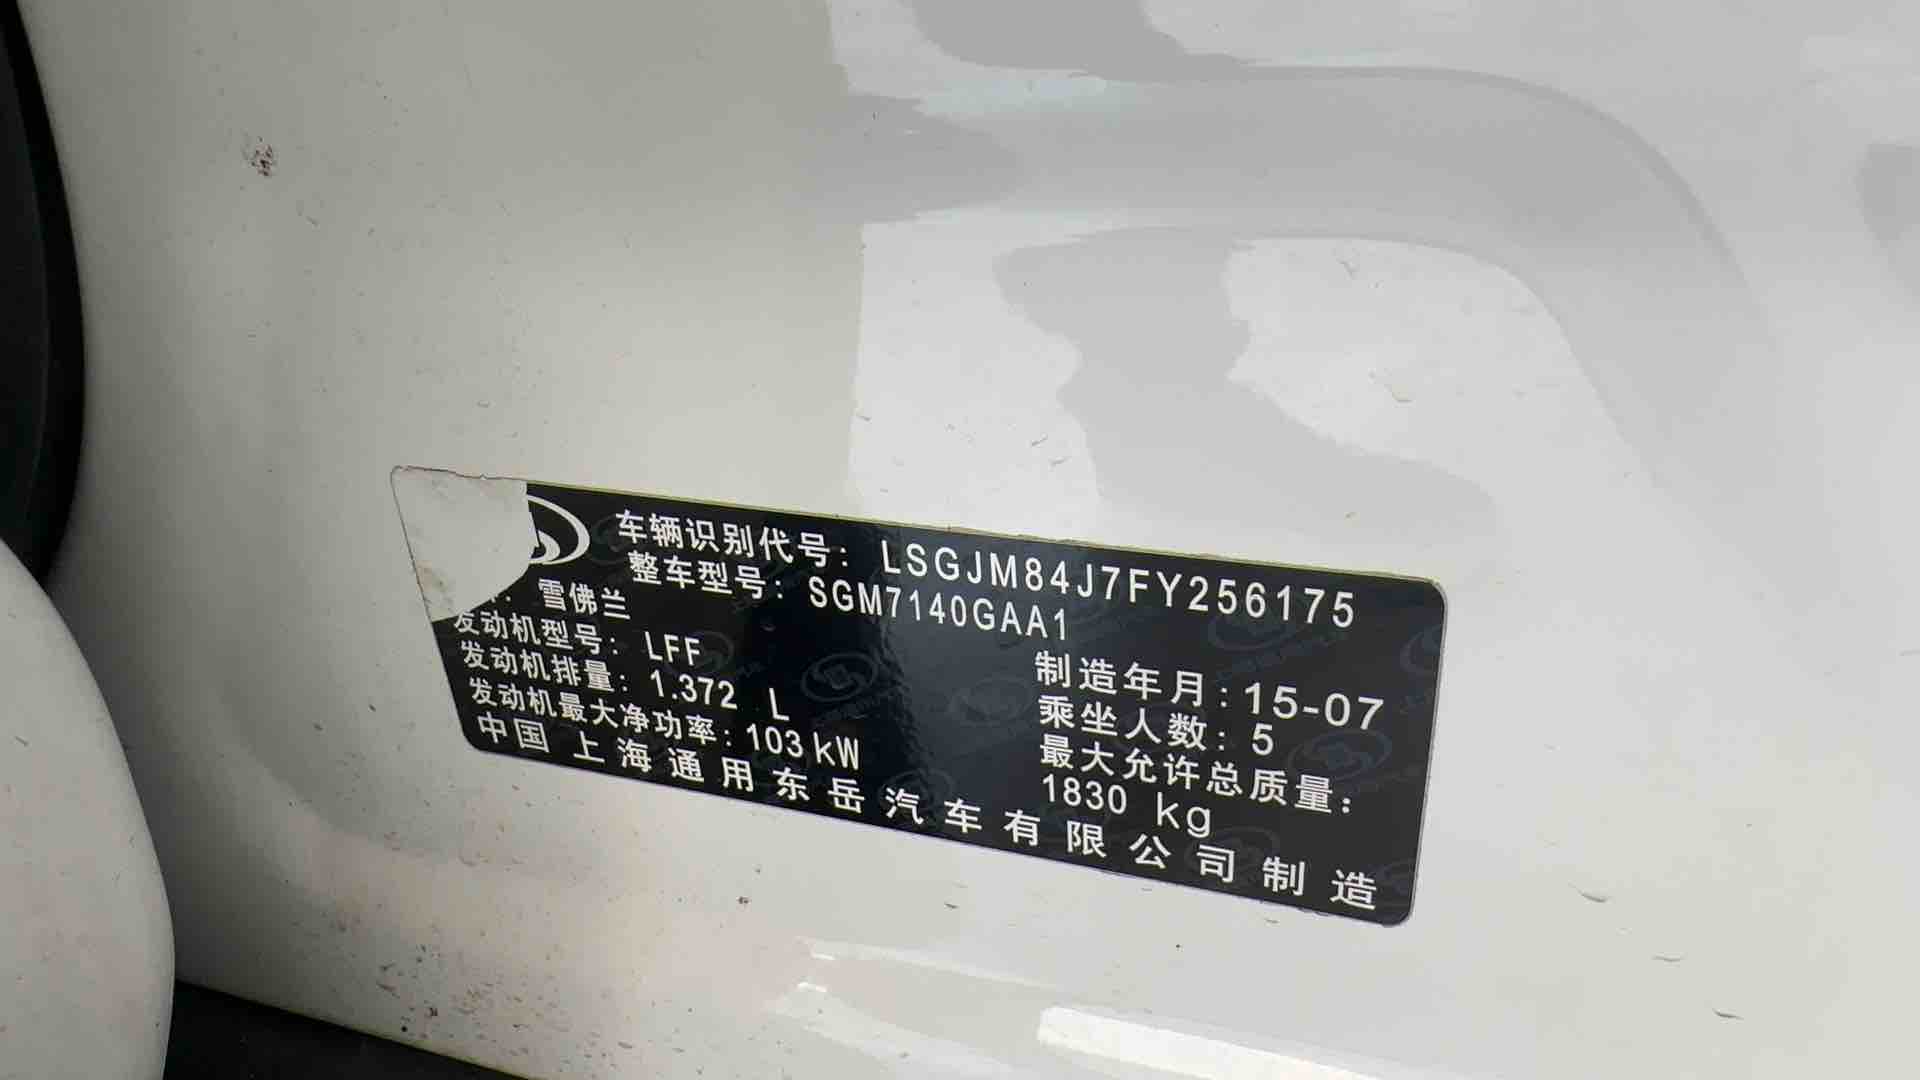 车辆识别代号: LSGJM84J7FY256175
整车型号: SGM7140GAA1
雪佛兰
发动机型号: LFF
发动机排量: 1.372 L
发动机最大净功率: 103 kW
制造年月: 15-07
乘坐人数: 5
最大允许总质量:
1830 kg
中国 上海通用东岳汽车有限公司制造